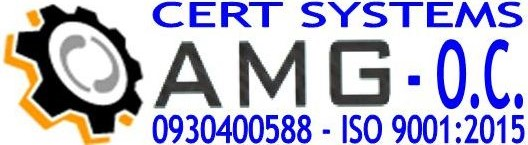 CERT SYSTEMS
AMG - O.C.
0930400588 - ISO 9001:2015